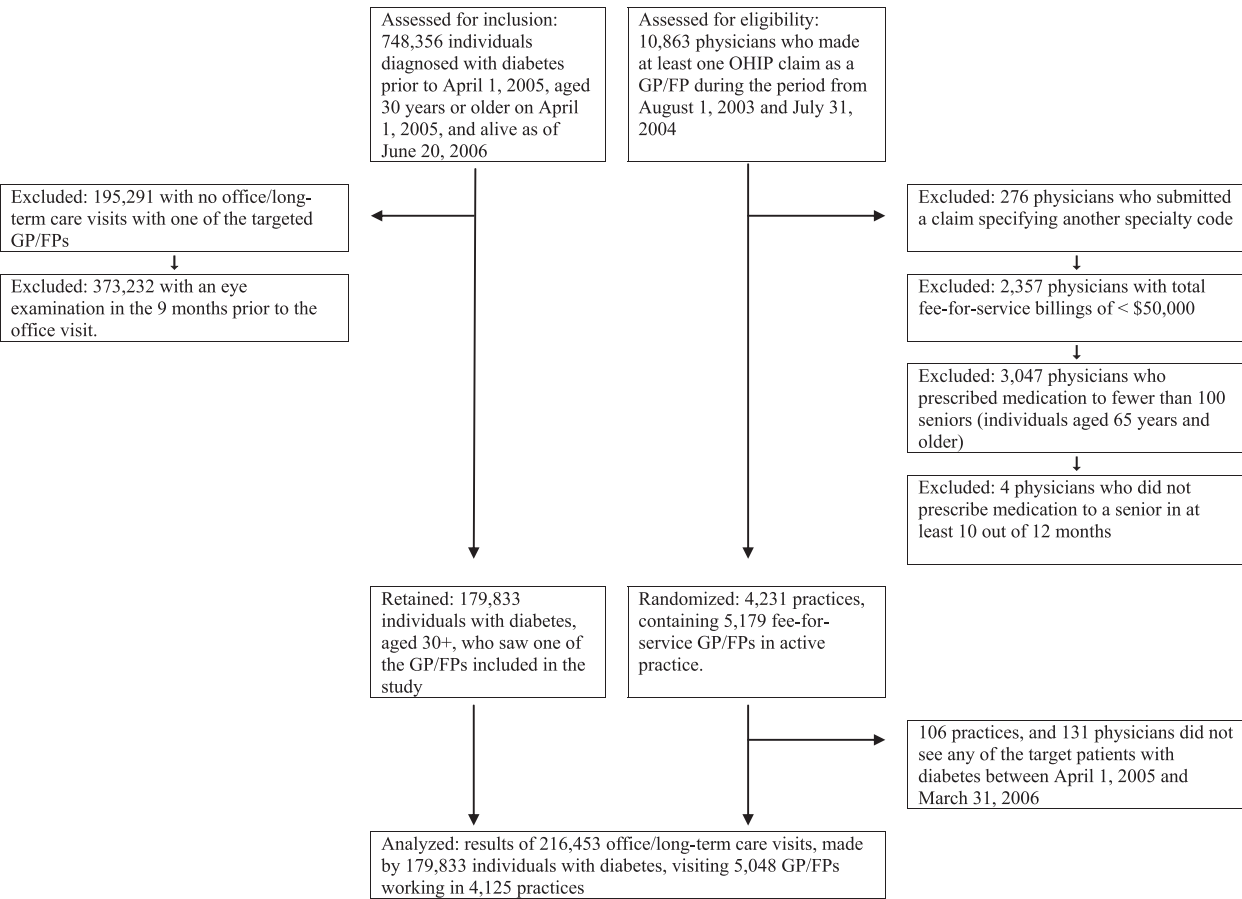 Assessed for inclusion:
748,356 individuals
diagnosed with diabetes
prior to April 1, 2005, aged
30 years or older on April
1, 2005, and alive as of
June 20, 2006
Assessed for eligibility:
10,863 physicians who made
at least one OHIP claim as a
GP/FP during the period from
August 1, 2003 and July 31,
2004
Excluded: 195,291 with no office/long-
term care visits with one of the targeted
GP/FPs
Excluded: 373,232 with an eye
examination in the 9 months prior to the
office visit.
Excluded: 276 physicians who submitted
a claim specifying another specialty code
Excluded: 2,357 physicians with total
fee-for-service billings of < $50,000
Excluded: 3,047 physicians who
prescribed medication to fewer than 100
seniors (individuals aged 65 years and
older)
Excluded: 4 physicians who did not
prescribe medication to a senior in at
least 10 out of 12 months
Retained: 179,833
individuals with diabetes,
aged 30+, who saw one of
the GP/FPs included in the
study
Randomized: 4,231 practices,
containing 5,179 fee-for-
service GP/FPs in active
practice.
106 practices, and 131 physicians did not
see any of the target patients with
diabetes between April 1, 2005 and
March 31, 2006
Analyzed: results of 216,453 office/long-term care visits, made
by 179,833 individuals with diabetes, visiting 5,048 GP/FPs
working in 4,125 practices